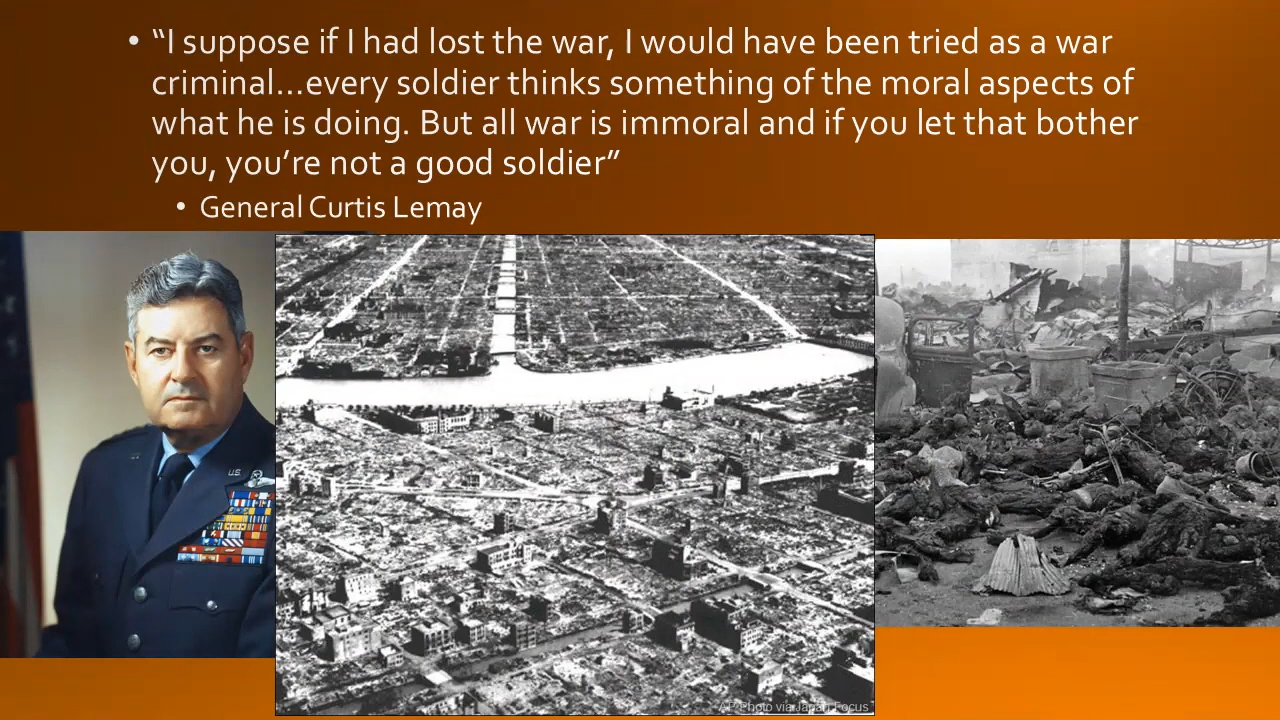 • “I suppose if I had lost the war, I would have been tried as a war
criminal…every soldier thinks something of the moral aspects of
what he is doing. But all war is immoral and if you let that bother
you, you’re not a good soldier”
• General Curtis Lemay
U.S.
AP Photo via Japan Focus